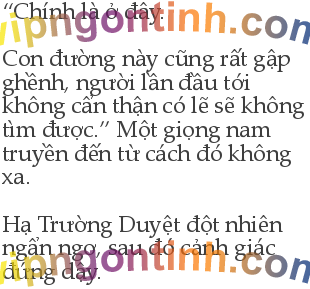 “Chính là ở đây.
vipngontinh.com
Con đường này cũng rất gập
ghềnh, người lần đầu tới
không cẩn thận có lẽ sẽ không
tìm được.” Một giọng nam
truyền đến từ cách đó không
xa.
Hạ Trường Duyệt đột nhiên
ngẩn ngơ, sau đó cảnh giác
đứng dậy.
vipngontinh.com